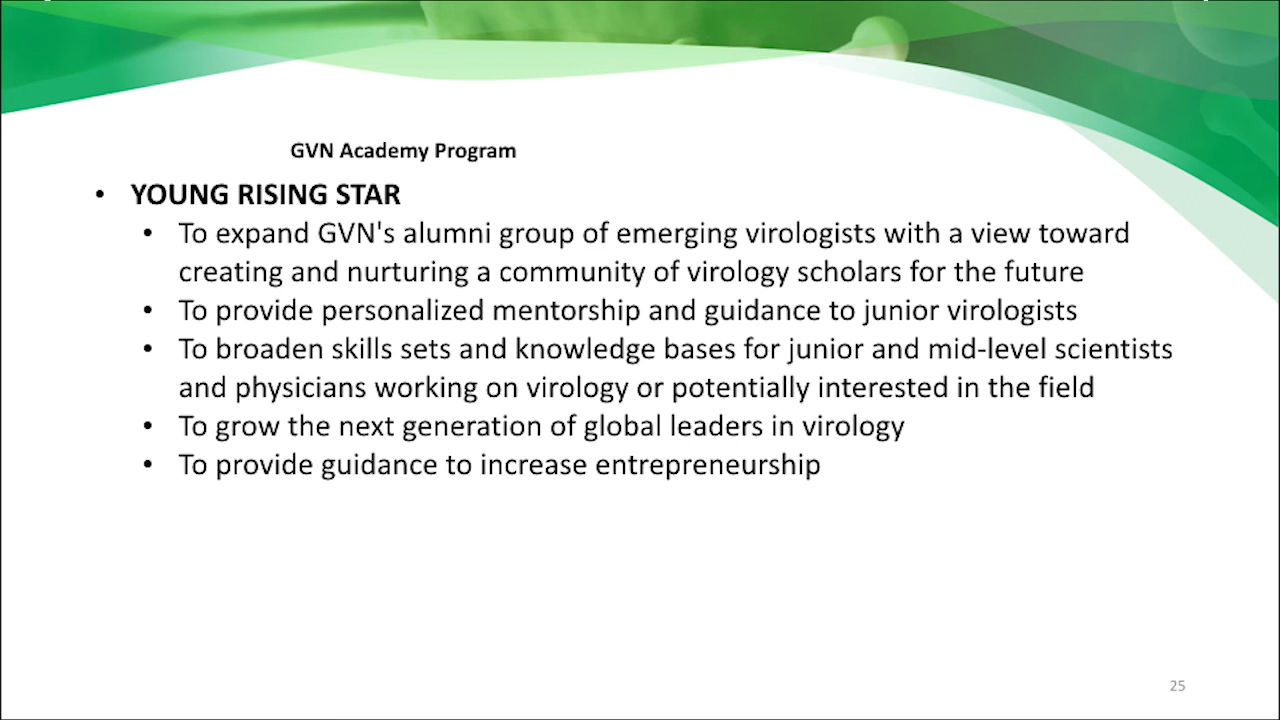 GVN Academy Program
• YOUNG RISING STAR
• To expand GVN's alumni group of emerging virologists with a view toward
creating and nurturing a community of virology scholars for the future
• To provide personalized mentorship and guidance to junior virologists
• To broaden skills sets and knowledge bases for junior and mid-level scientists
and physicians working on virology or potentially interested in the field
• To grow the next generation of global leaders in virology
• To provide guidance to increase entrepreneurship
25